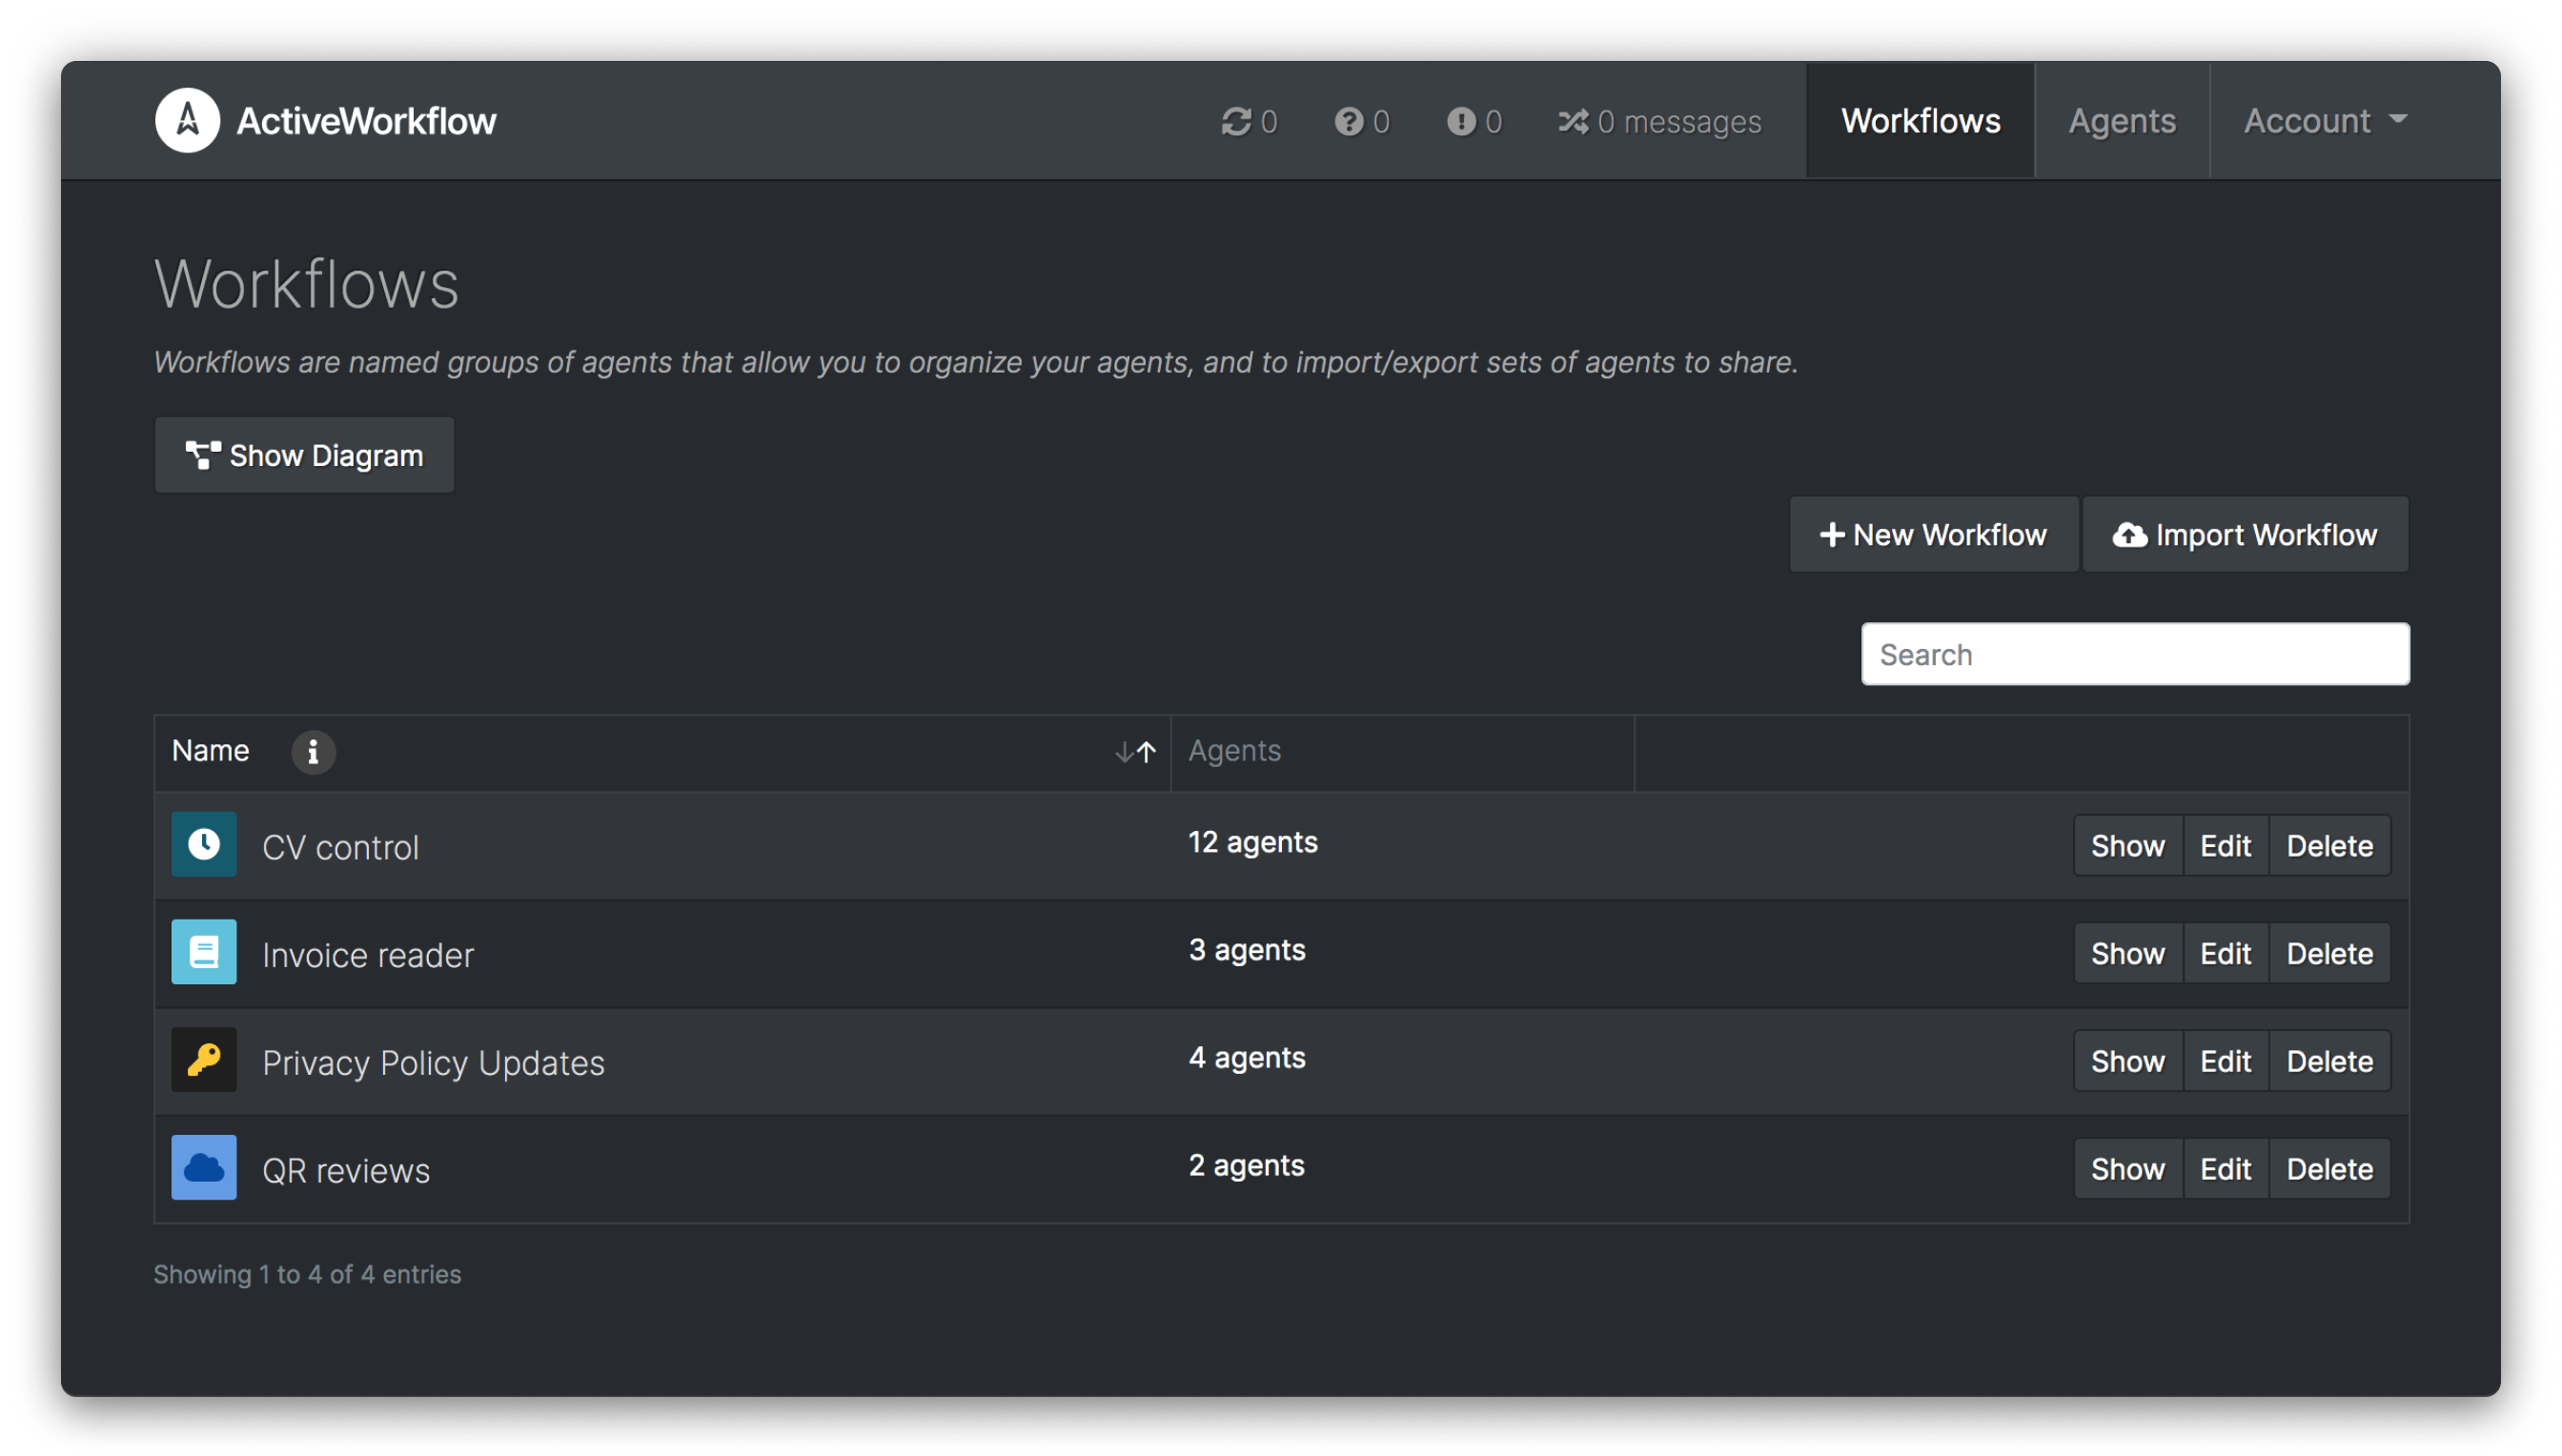 ActiveWorkflow
0 0 0 0 messages Workflows Agents Account
Workflows
Workflows are named groups of agents that allow you to organize your agents, and to import/export sets of agents to share.
Show Diagram
New Workflow Import Workflow
Search
Name Agents
CV control 12 agents Show Edit Delete
Invoice reader 3 agents Show Edit Delete
Privacy Policy Updates 4 agents Show Edit Delete
QR reviews 2 agents Show Edit Delete
Showing 1 to 4 of 4 entries